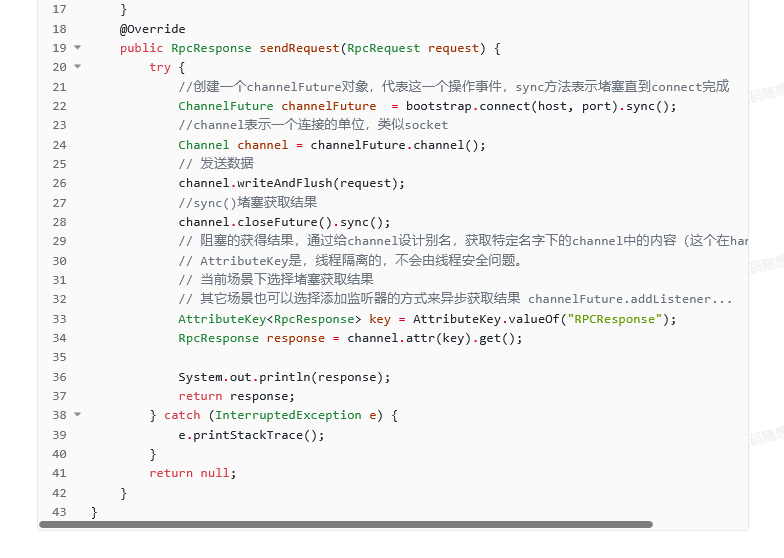 17 }
18 @Override
19 public RpcResponse sendRequest(RpcRequest request) {
20 try {
21 //创建一个channelFuture对象，代表这一个操作事件，sync方法表示堵塞直到connect完成
22 ChannelFuture channelFuture = bootstrap.connect(host, port).sync();
23 //channel表示一个连接的单位，类似socket
24 Channel channel = channelFuture.channel();
25 // 发送数据
26 channel.writeAndFlush(request);
27 //sync()堵塞获取结果
28 channel.closeFuture().sync();
29 // 阻塞的获得结果，通过给channel设计别名，获取特定名字下的channel中的内容（这个在han
30 // AttributeKey是，线程隔离的，不会由线程安全问题。
31 // 当前场景下选择堵塞获取结果
32 // 其它场景也可以选择添加监听器的方式来异步获取结果 channelFuture.addListener...
33 AttributeKey<RpcResponse> key = AttributeKey.valueOf("RPCResponse");
34 RpcResponse response = channel.attr(key).get();
35
36 System.out.println(response);
37 return response;
38 } catch (InterruptedException e) {
39 e.printStackTrace();
40 }
41 return null;
42 }
43 }